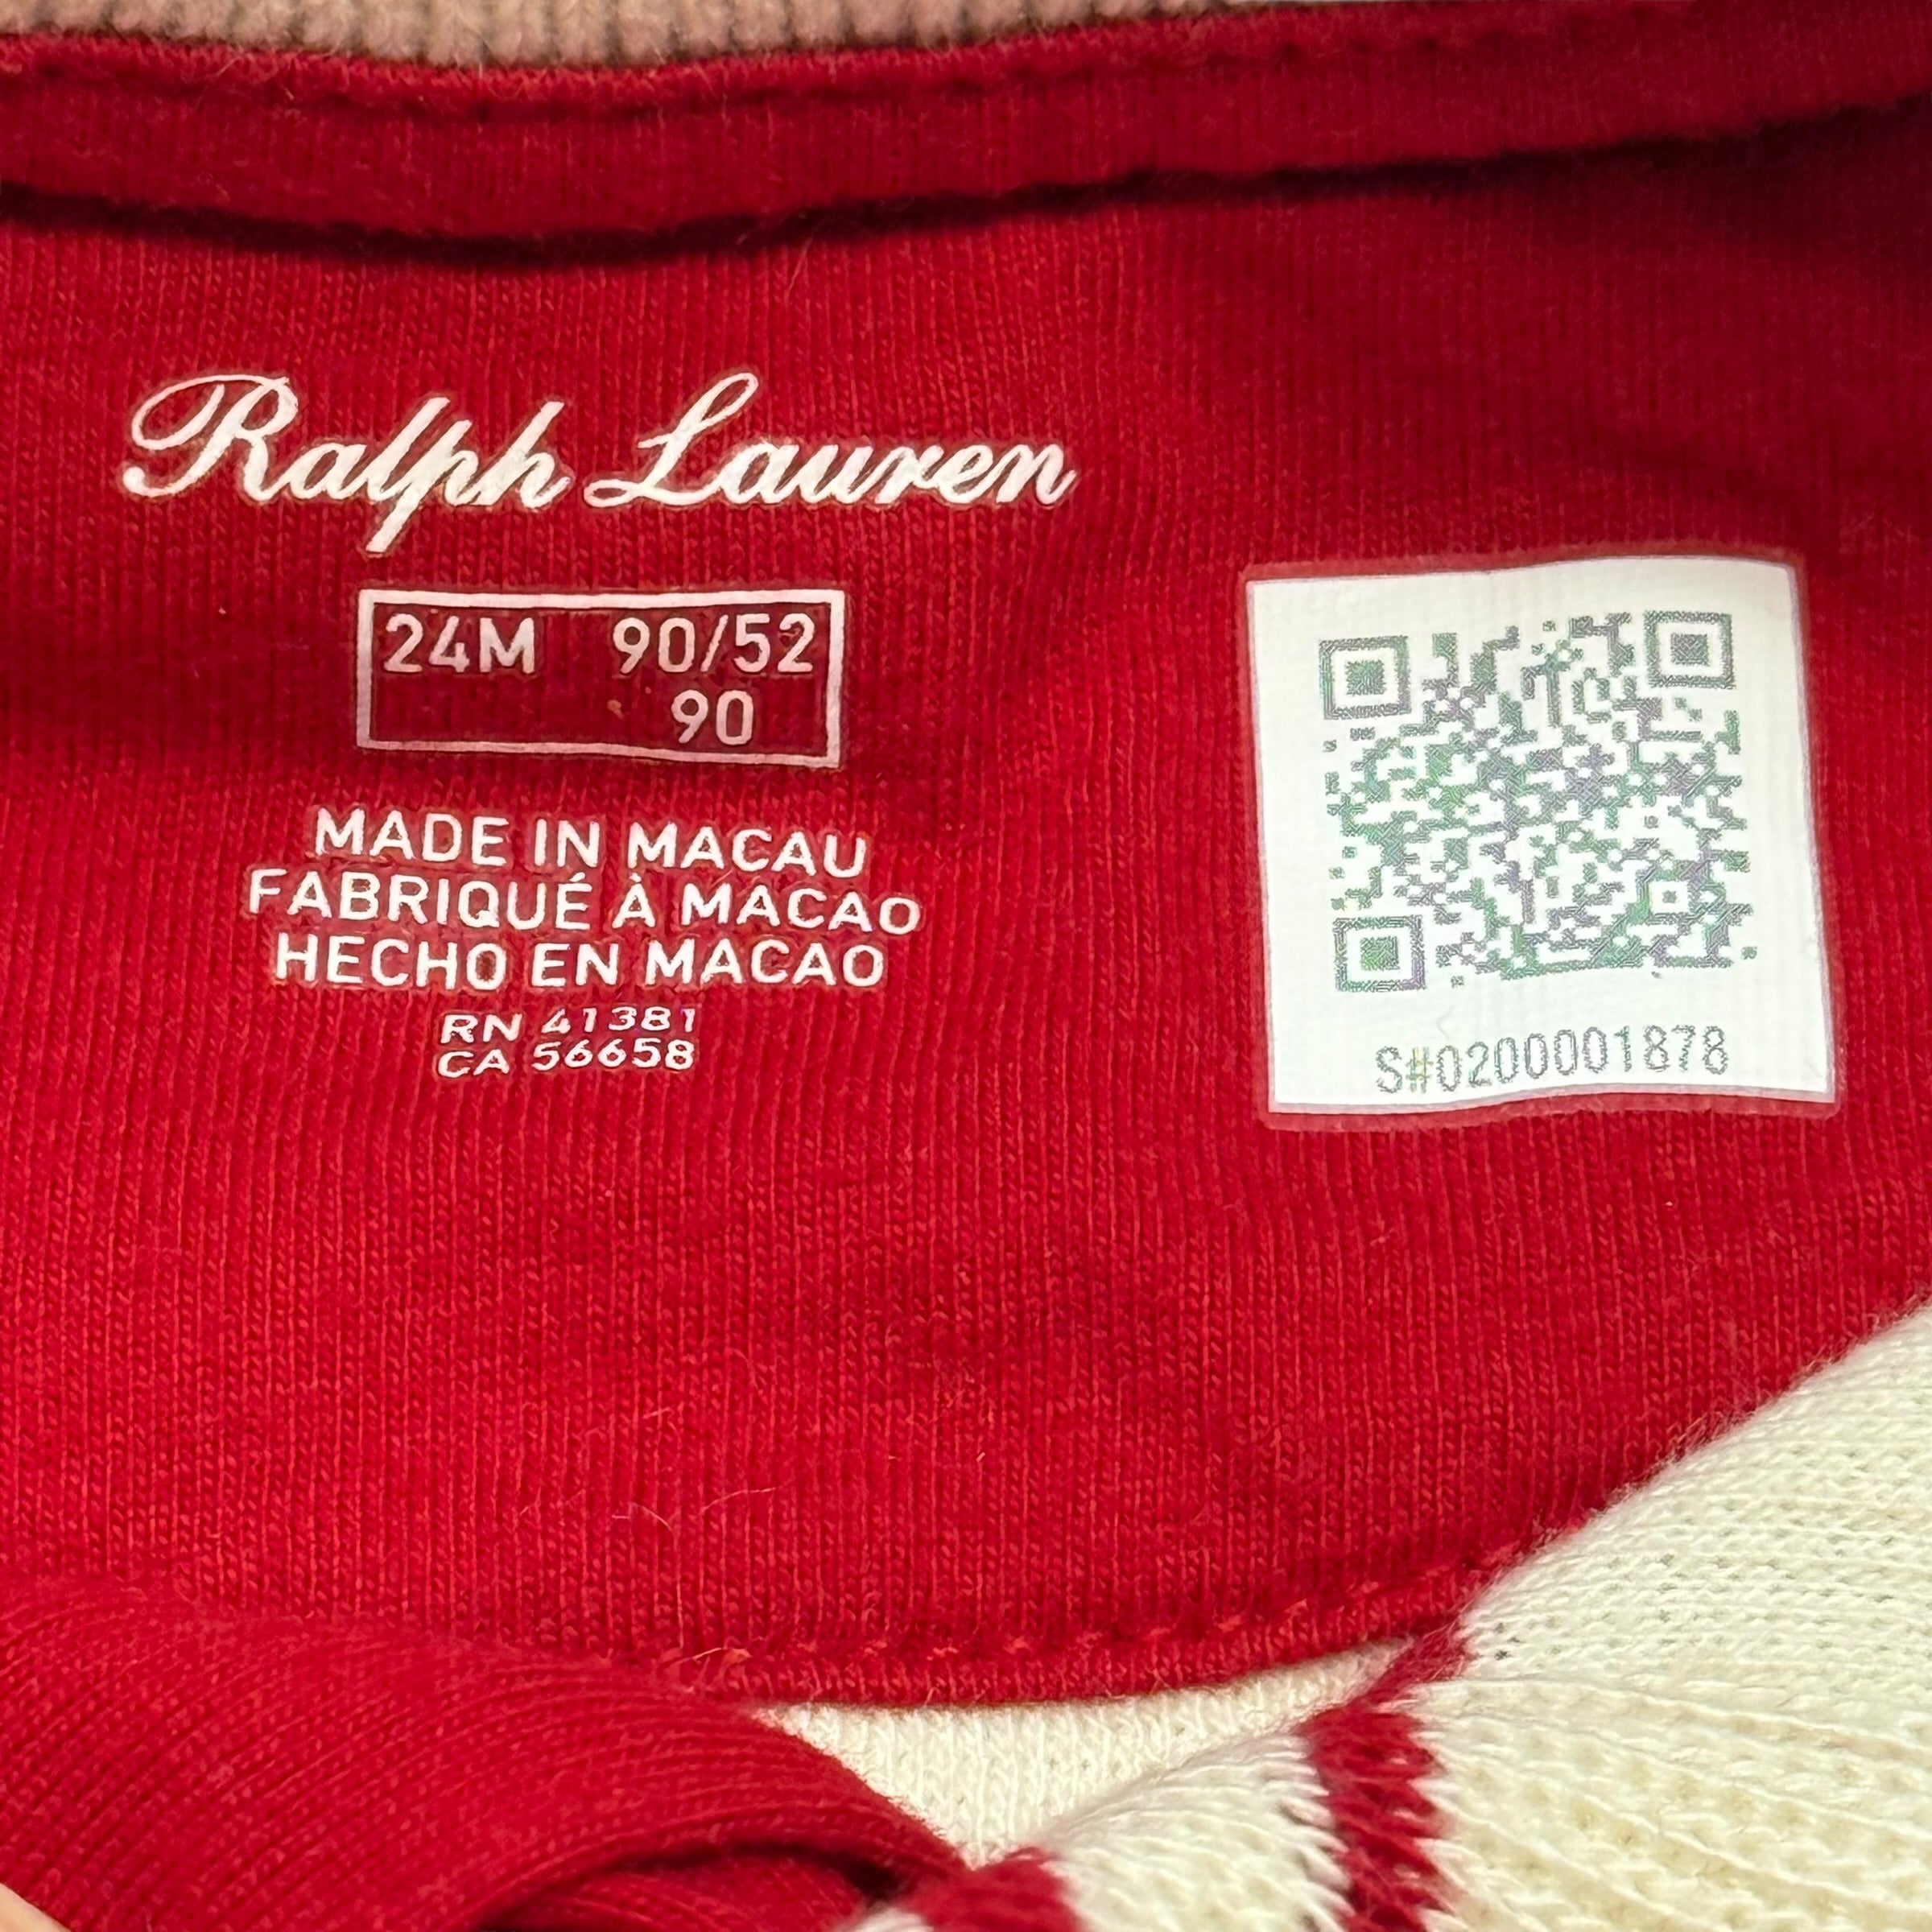 Ralph Lauren
24M 90/52
90
MADE IN MACAU
FABRIQUÉ À MACAO
HECHO EN MACAO
RN 41381
CA 56658
S#0200001878